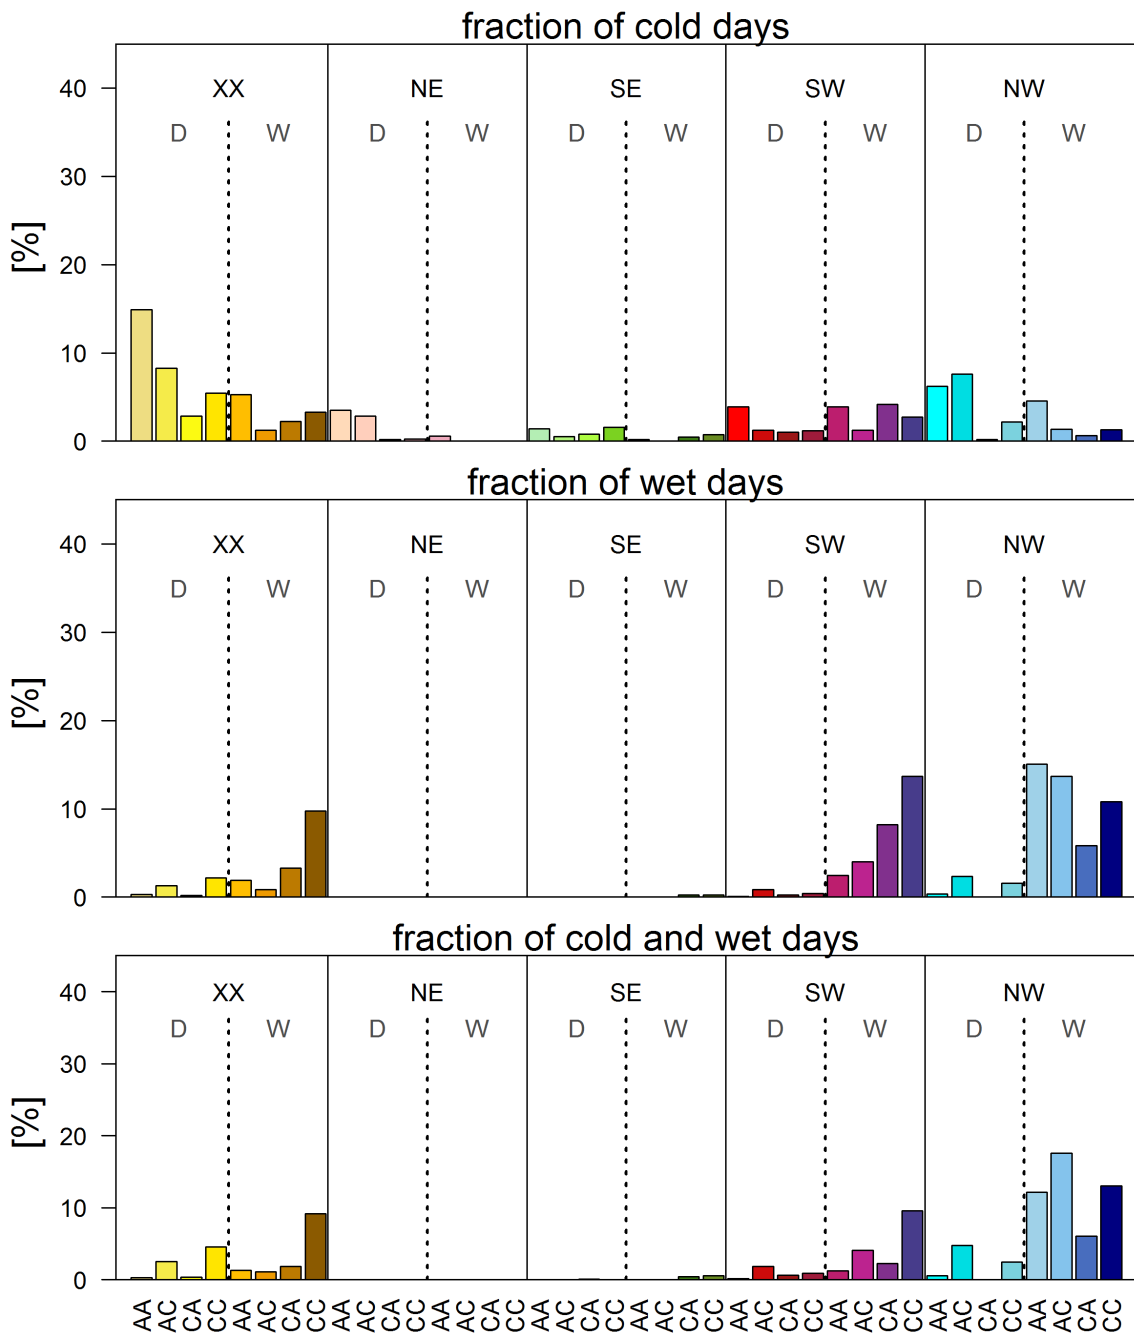 fraction of cold days
XX NE SE SW NW
D W D W D W D W D W
40
30
20
10
0
[%]
fraction of wet days
XX NE SE SW NW
D W D W D W D W D W
40
30
20
10
0
[%]
fraction of cold and wet days
XX NE SE SW NW
D W D W D W D W D W
40
30
20
10
0
[%]
AA AC CA CC AA AC CA CC AA AC CA CC AA AC CA CC AA AC CA CC AA AC CA CC AA AC CA CC AA AC CA CC AA AC CA CC AA AC CA CC